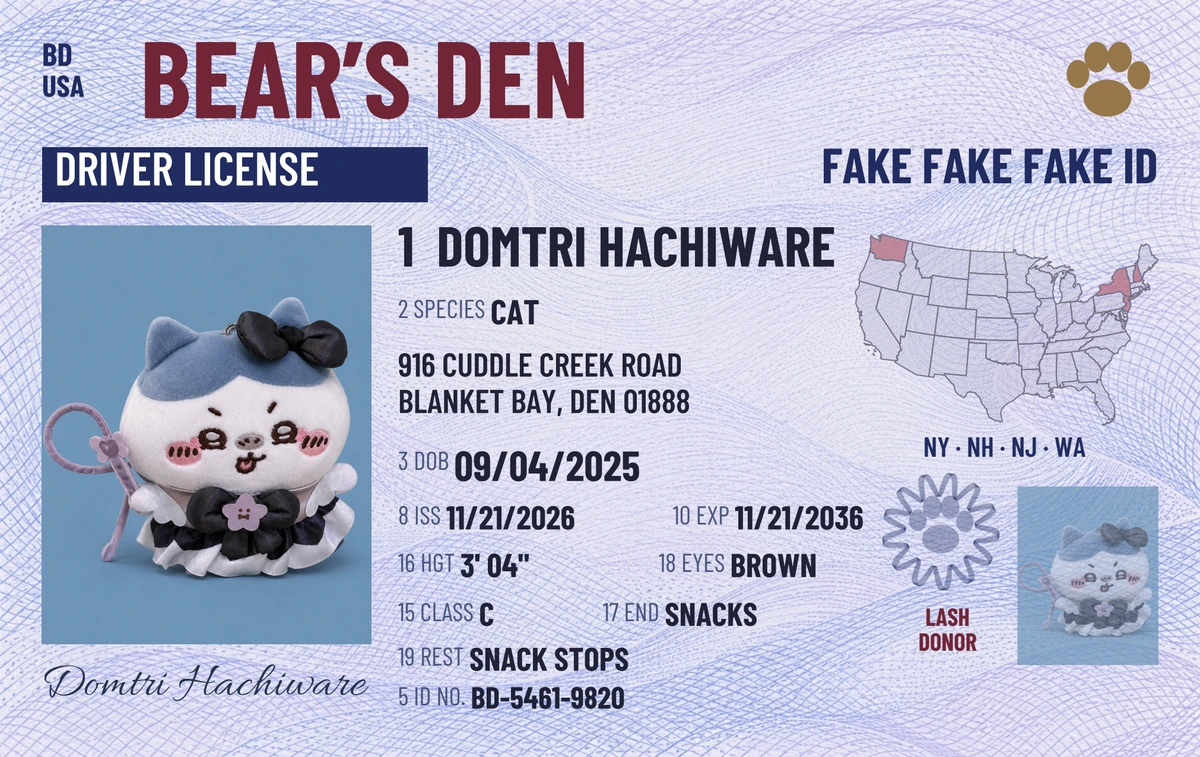 BD
USA
BEAR'S DEN
DRIVER LICENSE
FAKE FAKE FAKE ID
1 DOMTRI HACHIWARE
2 SPECIES CAT
916 CUDDLE CREEK ROAD
BLANKET BAY, DEN 01888
3 DOB 09/04/2025
8 ISS 11/21/2026 10 EXP 11/21/2036
16 HGT 3' 04" 18 EYES BROWN
15 CLASS C 17 END SNACKS
19 REST SNACK STOPS
5 ID NO. BD-5461-9820
NY · NH · NJ · WA
LASH
DONOR
Domtri Hachiware